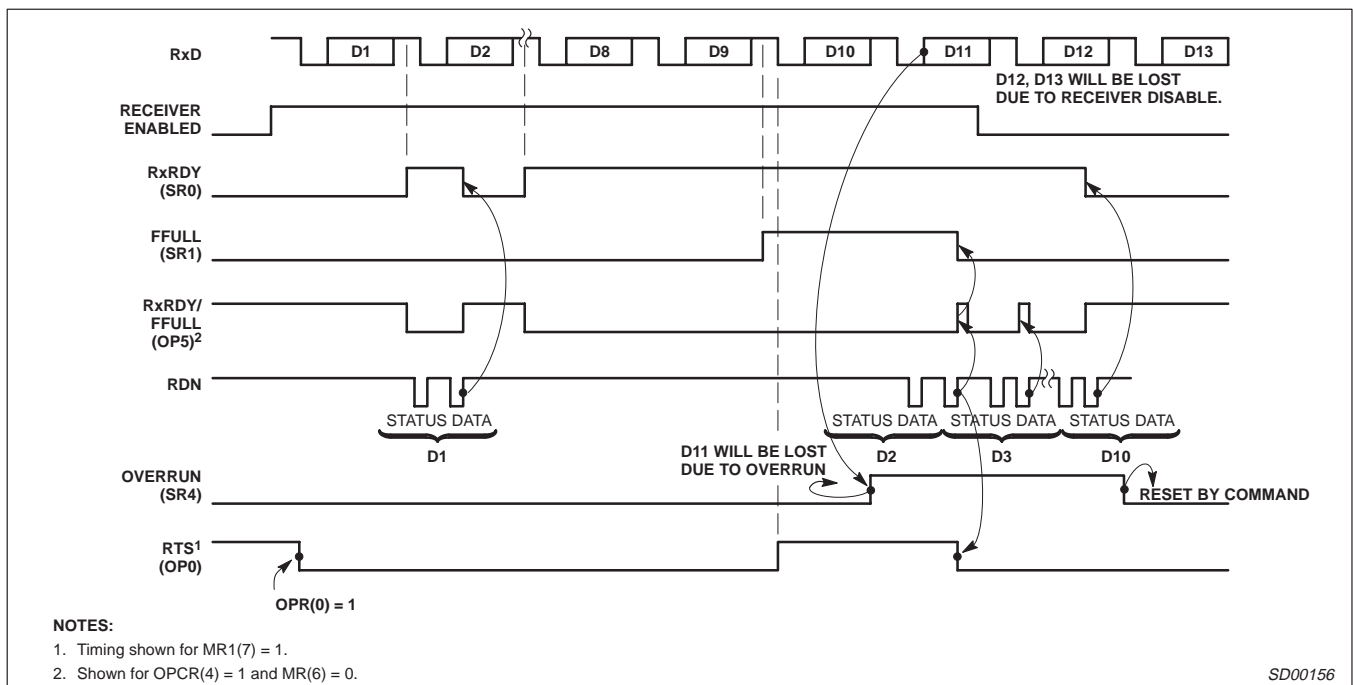 RxD
D1
D2
D8
D9
D10
D11
D12
D13
D12, D13 WILL BE LOST
DUE TO RECEIVER DISABLE.
RECEIVER
ENABLED
RxRDY
(SR0)
FFULL
(SR1)
RxRDY/
FFULL
(OP5)2
RDN
STATUS DATA
STATUS DATA
STATUS DATA
STATUS DATA
D1
D2
D3
D10
D11 WILL BE LOST
DUE TO OVERRUN
OVERRUN
(SR4)
RESET BY COMMAND
RTS1
(OP0)
OPR(0) = 1
NOTES:
1. Timing shown for MR1(7) = 1.
2. Shown for OPCR(4) = 1 and MR(6) = 0.
SD00156